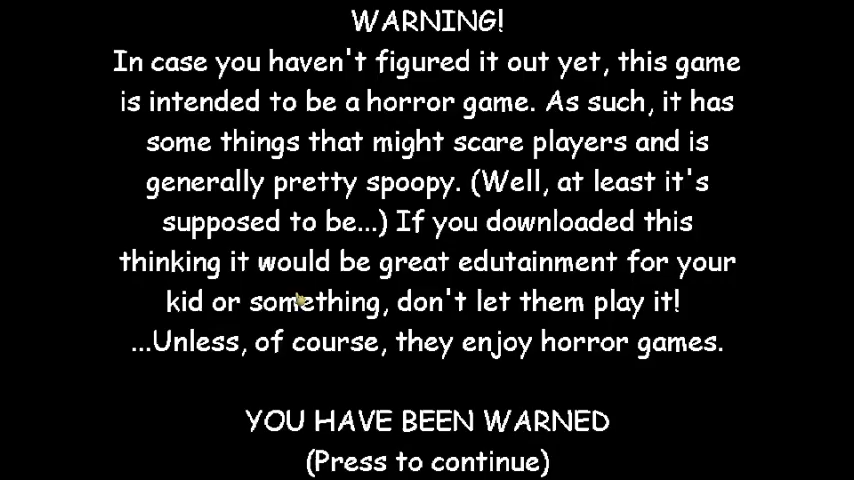 WARNING!
In case you haven't figured it out yet, this game
is intended to be a horror game. As such, it has
some things that might scare players and is
generally pretty spoopy. (Well, at least it's
supposed to be...) If you downloaded this
thinking it would be great edutainment for your
kid or something, don't let them play it!
...Unless, of course, they enjoy horror games.
YOU HAVE BEEN WARNED
(Press to continue)